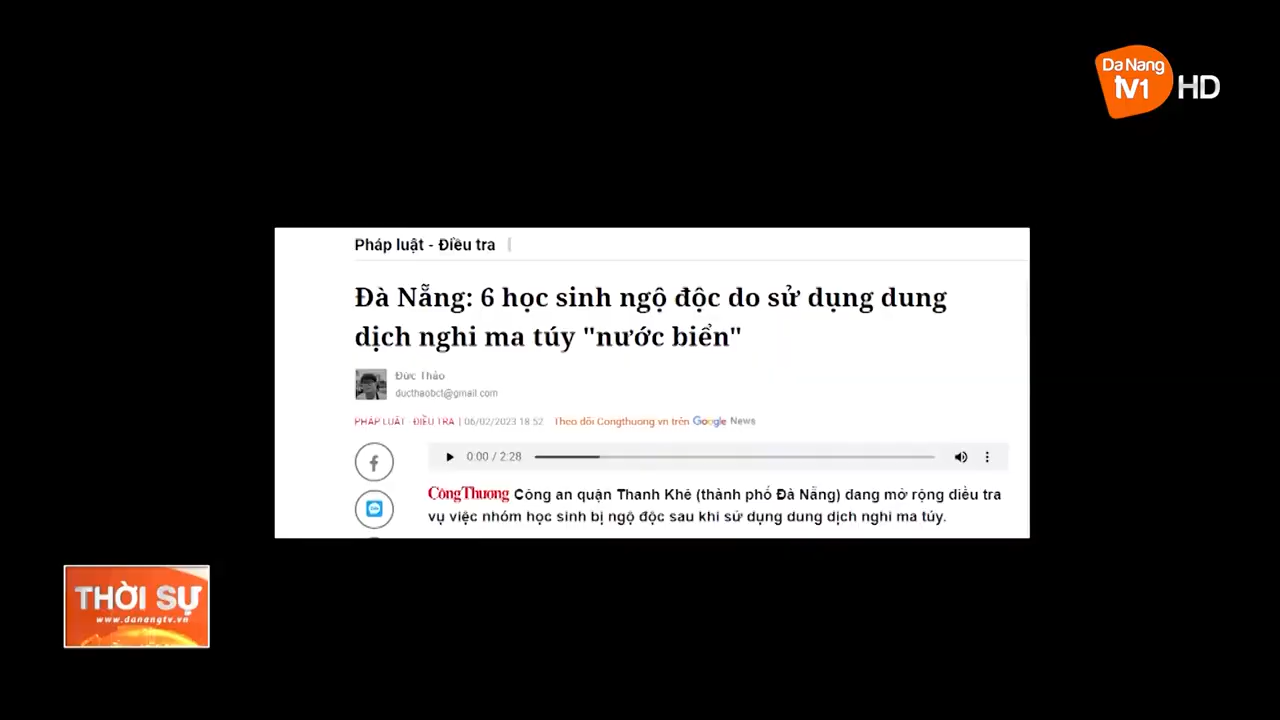 Da Nang
tv1 HD
Pháp luật - Điều tra
Đà Nẵng: 6 học sinh ngộ độc do sử dụng dung
dịch nghi ma túy "nước biển"
Đức Thảo
ducthaobct@gmail.com
PHÁP LUẬT - ĐIỀU TRA | 06/02/2023 18:52 Theo dõi Congthuong.vn trên Google News
0:00 / 2:28
CôngThương Công an quận Thanh Khê (thành phố Đà Nẵng) đang mở rộng điều tra
vụ việc nhóm học sinh bị ngộ độc sau khi sử dụng dung dịch nghi ma túy.
THỜI SỰ
www.danangtv.vn